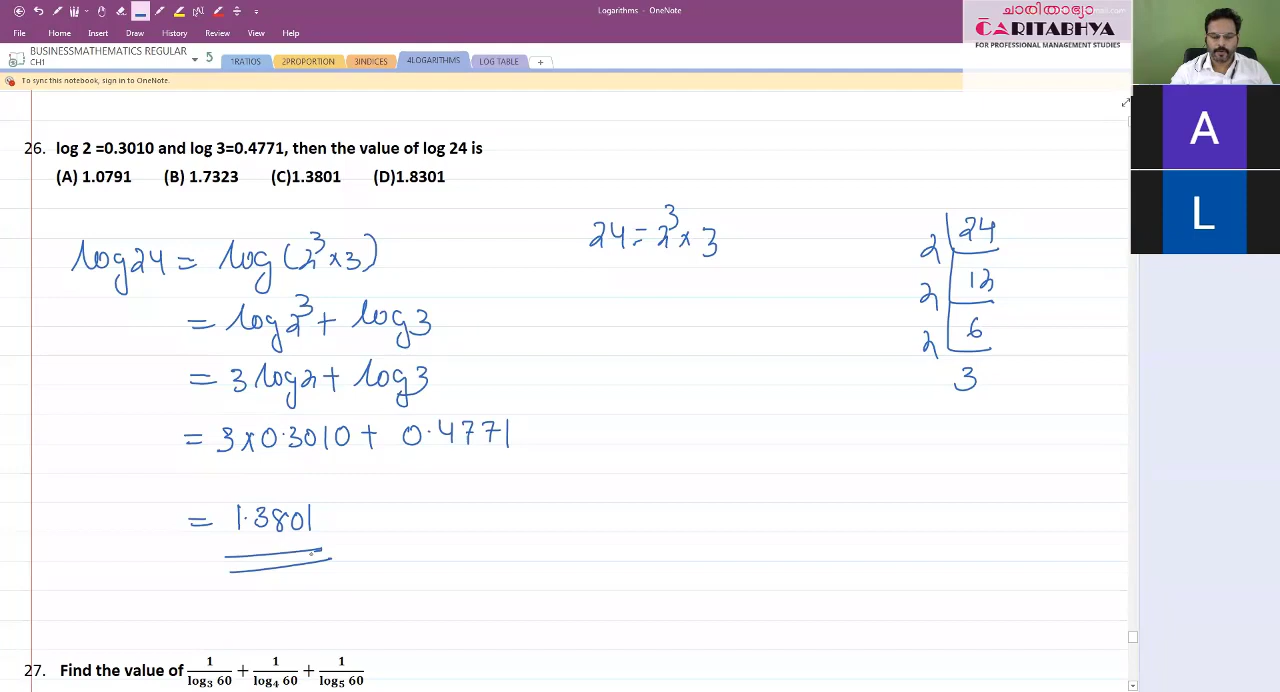 Logarithms - OneNote
File Home Insert Draw History Review View Help
BUSINESSMATHEMATICS REGULAR
CH1
1RATIOS 2PROPORTION 3INDICES 4LOGARITHMS LOG TABLE +
To sync this notebook, sign in to OneNote.
ചാരിതാഭ്യാ
CARITABHYA
FOR PROFESSIONAL MANAGEMENT STUDIES
A
L
26. log 2 =0.3010 and log 3=0.4771, then the value of log 24 is
(A) 1.0791 (B) 1.7323 (C)1.3801 (D)1.8301
log24 = log(2³×3)
= log2³ + log3
= 3log2 + log3
= 3×0.3010 + 0.4771
= 1.3801
24 = 2³×3
2 24
2 12
2 6
3
27. Find the value of 1/log₃ 60 + 1/log₄ 60 + 1/log₅ 60